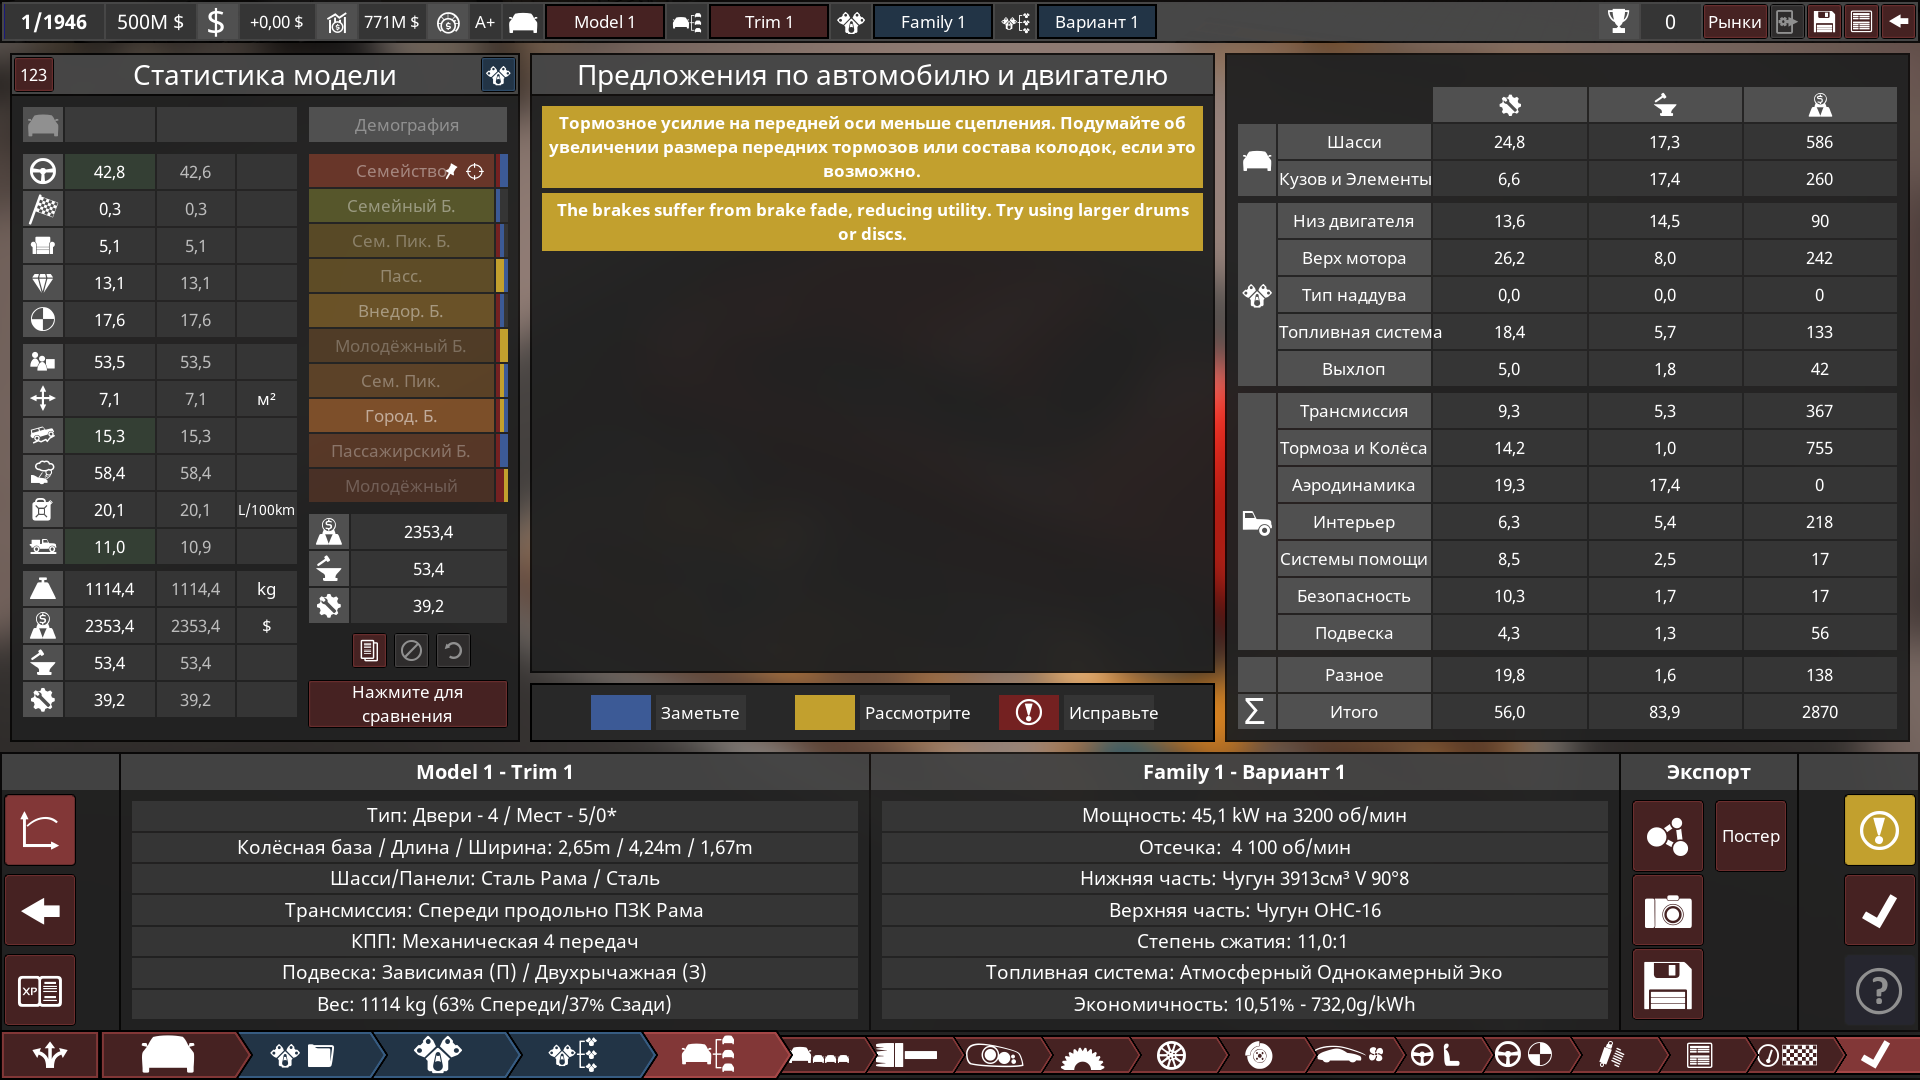 1/1946 500M $ +0,00 $ 771M $ A+ Model 1 Trim 1 Family 1 Вариант 1 0 Рынки
123 Статистика модели
Демография
42,8 42,6
0,3 0,3
5,1 5,1
13,1 13,1
17,6 17,6
53,5 53,5
7,1 7,1 м²
15,3 15,3
58,4 58,4
20,1 20,1 L/100km
11,0 10,9
1114,4 1114,4 kg
2353,4 2353,4 $
53,4 53,4
39,2 39,2
Семейство
Семейный Б.
Сем. Пик. Б.
Пасс.
Внедор. Б.
Молодёжный Б.
Сем. Пик.
Город. Б.
Пассажирский Б.
Молодёжный
2353,4
53,4
39,2
Нажмите для
сравнения
Предложения по автомобилю и двигателю
Тормозное усилие на передней оси меньше сцепления. Подумайте об
увеличении размера передних тормозов или состава колодок, если это
возможно.
The brakes suffer from brake fade, reducing utility. Try using larger drums
or discs.
Заметьте Рассмотрите Исправьте
Шасси 24,8 17,3 586
Кузов и Элементы 6,6 17,4 260
Низ двигателя 13,6 14,5 90
Верх мотора 26,2 8,0 242
Тип наддува 0,0 0,0 0
Топливная система 18,4 5,7 133
Выхлоп 5,0 1,8 42
Трансмиссия 9,3 5,3 367
Тормоза и Колёса 14,2 1,0 755
Аэродинамика 19,3 17,4 0
Интерьер 6,3 5,4 218
Системы помощи 8,5 2,5 17
Безопасность 10,3 1,7 17
Подвеска 4,3 1,3 56
Разное 19,8 1,6 138
Σ Итого 56,0 83,9 2870
Model 1 - Trim 1
Тип: Двери - 4 / Мест - 5/0*
Колёсная база / Длина / Ширина: 2,65m / 4,24m / 1,67m
Шасси/Панели: Сталь Рама / Сталь
Трансмиссия: Спереди продольно ПЗК Рама
КПП: Механическая 4 передач
Подвеска: Зависимая (П) / Двухрычажная (З)
Вес: 1114 kg (63% Спереди/37% Сзади)
Family 1 - Вариант 1
Мощность: 45,1 kW на 3200 об/мин
Отсечка: 4 100 об/мин
Нижняя часть: Чугун 3913см³ V 90°8
Верхняя часть: Чугун ОНС-16
Степень сжатия: 11,0:1
Топливная система: Атмосферный Однокамерный Эко
Экономичность: 10,51% - 732,0g/kWh
Экспорт
Постер
XP